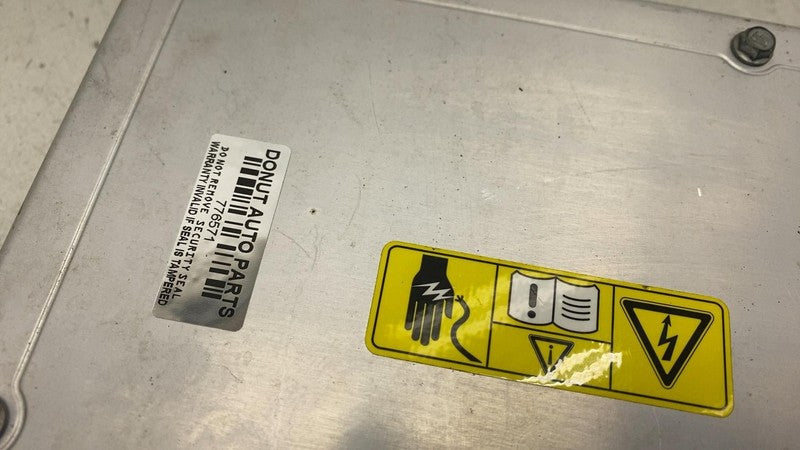 DONUT AUTO PARTS
776571
DO NOT REMOVE SECURITY SEAL
WARRANTY INVALID IF SEAL IS TAMPERED